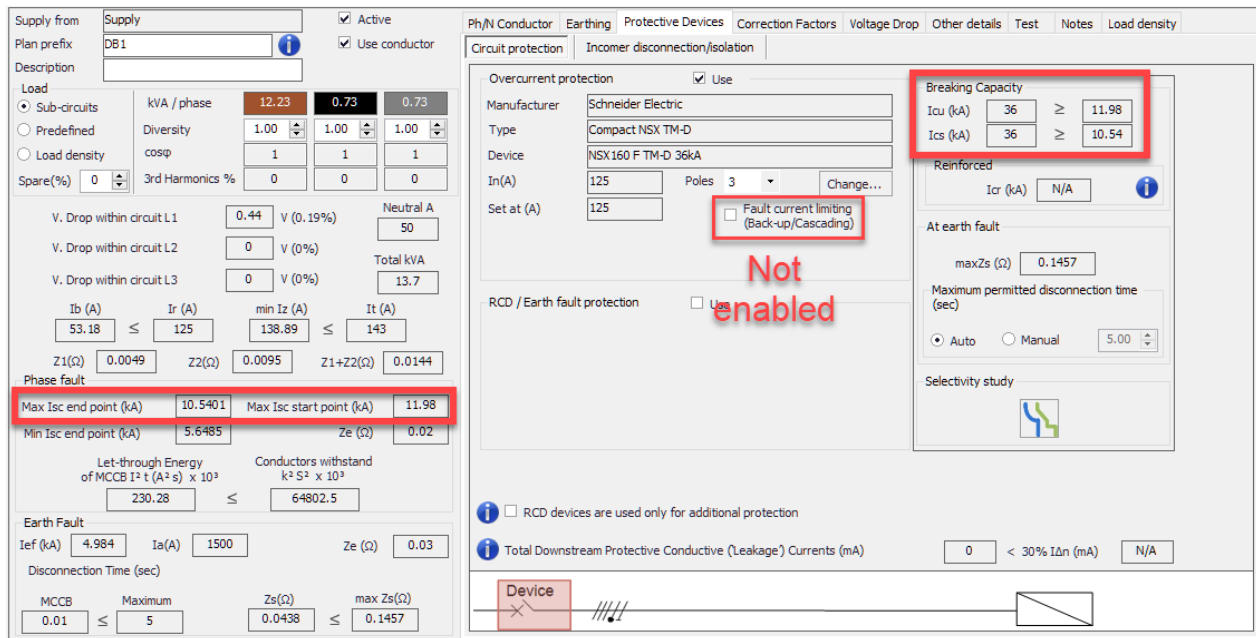 Supply from Supply Active
Plan prefix DB1 Use conductor
Description
Load
Sub-circuits kVA / phase 12.23 0.73 0.73
Predefined Diversity 1.00 1.00 1.00
Load density cosφ 1 1 1
Spare(%) 0 3rd Harmonics % 0 0 0
V. Drop within circuit L1 0.44 V (0.19%) Neutral A
50
V. Drop within circuit L2 0 V (0%)
Total kVA
V. Drop within circuit L3 0 V (0%) 13.7
Ib (A) Ir (A) min Iz (A) It (A)
53.18 ≤ 125 138.89 ≤ 143
Z1(Ω) 0.0049 Z2(Ω) 0.0095 Z1+Z2(Ω) 0.0144
Phase fault
Max Isc end point (kA) 10.5401 Max Isc start point (kA) 11.98
Min Isc end point (kA) 5.6485 Ze (Ω) 0.02
Let-through Energy Conductors withstand
of MCCB I² t (A² s) x 10³ k² S² x 10³
230.28 ≤ 64802.5
Earth Fault
Ief (kA) 4.984 Ia(A) 1500 Ze (Ω) 0.03
Disconnection Time (sec)
MCCB Maximum Zs(Ω) max Zs(Ω)
0.01 ≤ 5 0.0438 ≤ 0.1457
Ph/N Conductor Earthing Protective Devices Correction Factors Voltage Drop Other details Test Notes Load density
Circuit protection Incomer disconnection/isolation
Overcurrent protection Use
Manufacturer Schneider Electric
Type Compact NSX TM-D
Device NSX160 F TM-D 36kA
In(A) 125 Poles 3 Change...
Set at (A) 125 Fault current limiting
(Back-up/Cascading)
Not
enabled
RCD / Earth fault protection Use
Breaking Capacity
Icu (kA) 36 ≥ 11.98
Ics (kA) 36 ≥ 10.54
Reinforced
Icr (kA) N/A
At earth fault
maxZs (Ω) 0.1457
Maximum permitted disconnection time
(sec)
Auto Manual 5.00
Selectivity study
RCD devices are used only for additional protection
Total Downstream Protective Conductive ('Leakage') Currents (mA) 0 < 30% IΔn (mA) N/A
Device